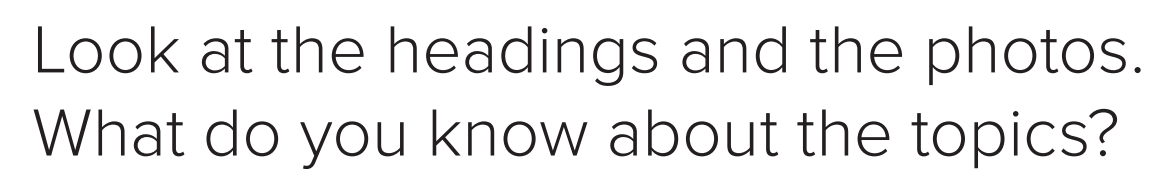 Look at the headings and the photos.
What do you know about the topics?